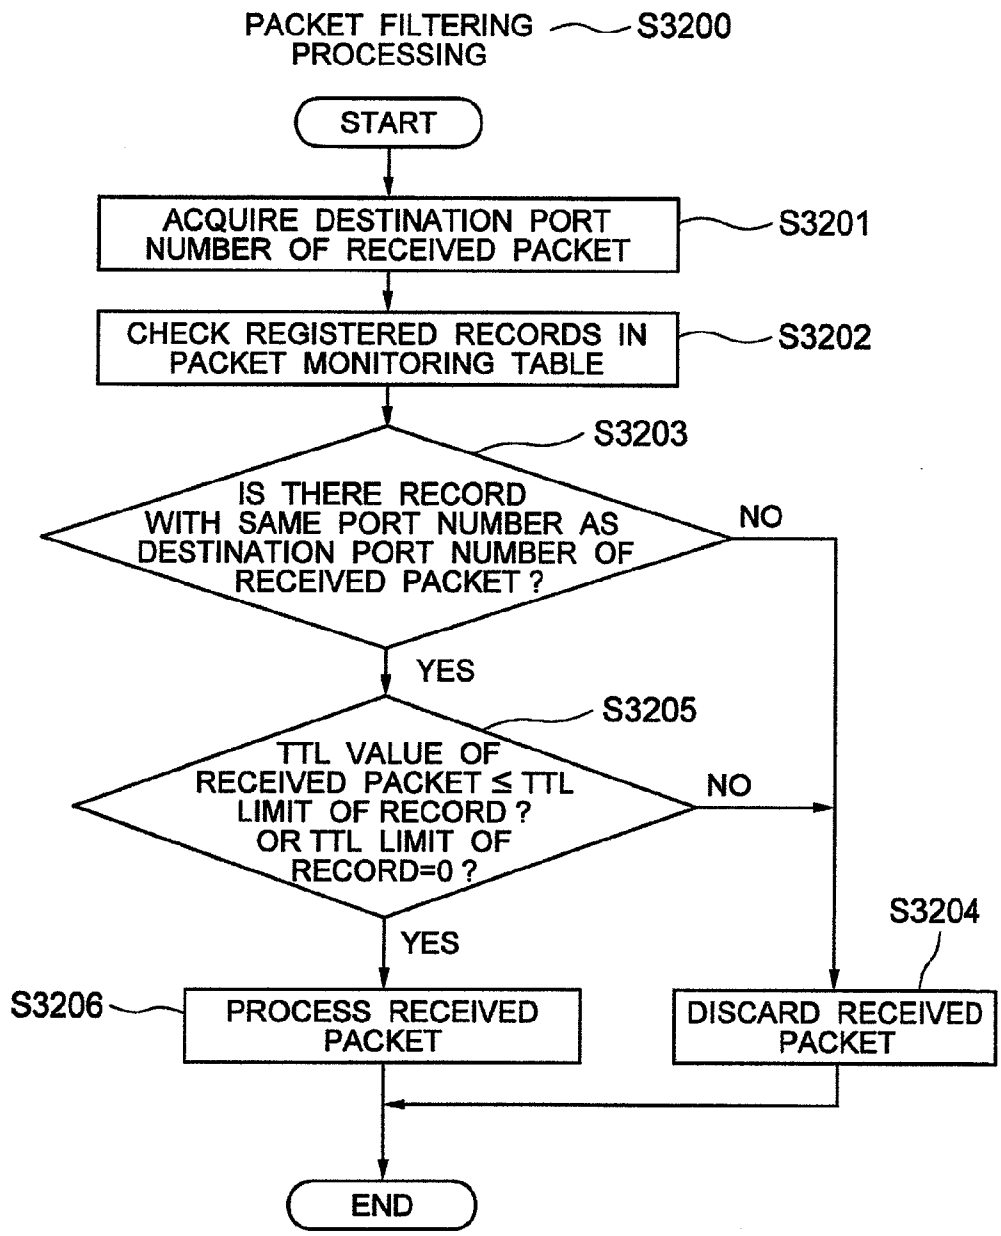 PACKET FILTERING S3200
PROCESSING
START
ACQUIRE DESTINATION PORT
NUMBER OF RECEIVED PACKET
S3201
CHECK REGISTERED RECORDS IN
PACKET MONITORING TABLE
S3202
S3203
IS THERE RECORD
WITH SAME PORT NUMBER AS
DESTINATION PORT NUMBER OF
RECEIVED PACKET ?
NO
YES
S3205
TTL VALUE OF
RECEIVED PACKET ≤ TTL
LIMIT OF RECORD ?
OR TTL LIMIT OF
RECORD=0 ?
NO
YES
S3204
S3206
PROCESS RECEIVED
PACKET
DISCARD RECEIVED
PACKET
END